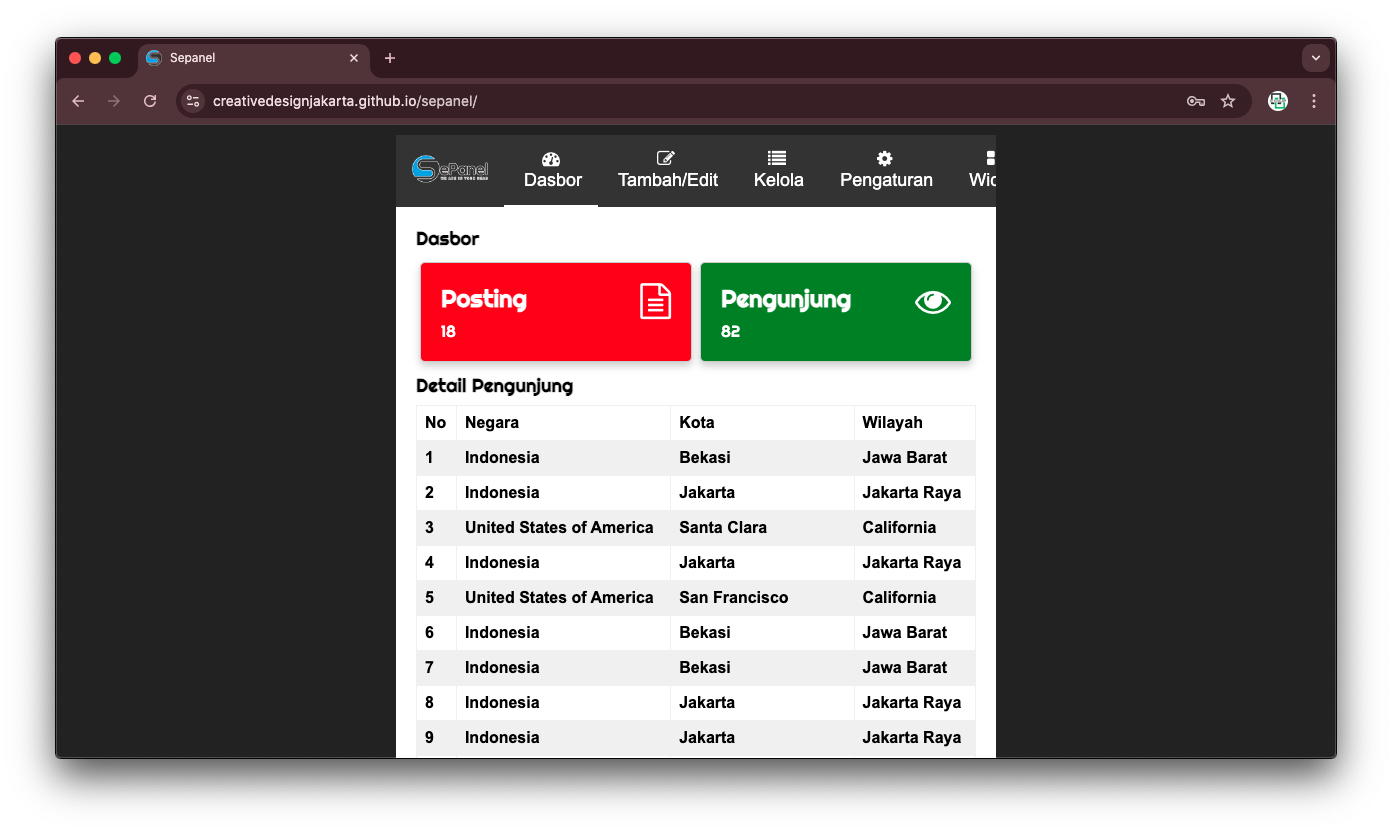 Sepanel
creativedesignjakarta.github.io/sepanel/
SePanel
Dasbor
Tambah/Edit
Kelola
Pengaturan
Dasbor
Posting
18
Pengunjung
82
Detail Pengunjung
No Negara Kota Wilayah
1 Indonesia Bekasi Jawa Barat
2 Indonesia Jakarta Jakarta Raya
3 United States of America Santa Clara California
4 Indonesia Jakarta Jakarta Raya
5 United States of America San Francisco California
6 Indonesia Bekasi Jawa Barat
7 Indonesia Bekasi Jawa Barat
8 Indonesia Jakarta Jakarta Raya
9 Indonesia Jakarta Jakarta Raya